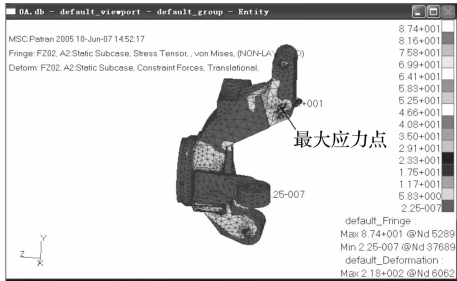 OA.db - default_viewport - default_group - Entity
MSC.Patran 2005 10-Jun-07 14:52:17
Fringe: FZ02, A2:Static Subcase, Stress Tensor, , von Mises, (NON-LAY D)
Deform: FZ02, A2:Static Subcase, Constraint Forces, Translational,
8.74+001
8.16+001
7.58+001
6.99+001
6.41+001
5.83+001
5.25+001
4.66+001
4.08+001
3.50+001
2.91+001
2.33+001
1.75+001
1.17+001
5.83+000
2.25-007
+001
最大应力点
25-007
default_Fringe :
Max 8.74+001 @Nd 5289
Min 2.25-007 @Nd 37689
default_Deformation :
Max 2.18+002 @Nd 6062
Y
Z
X